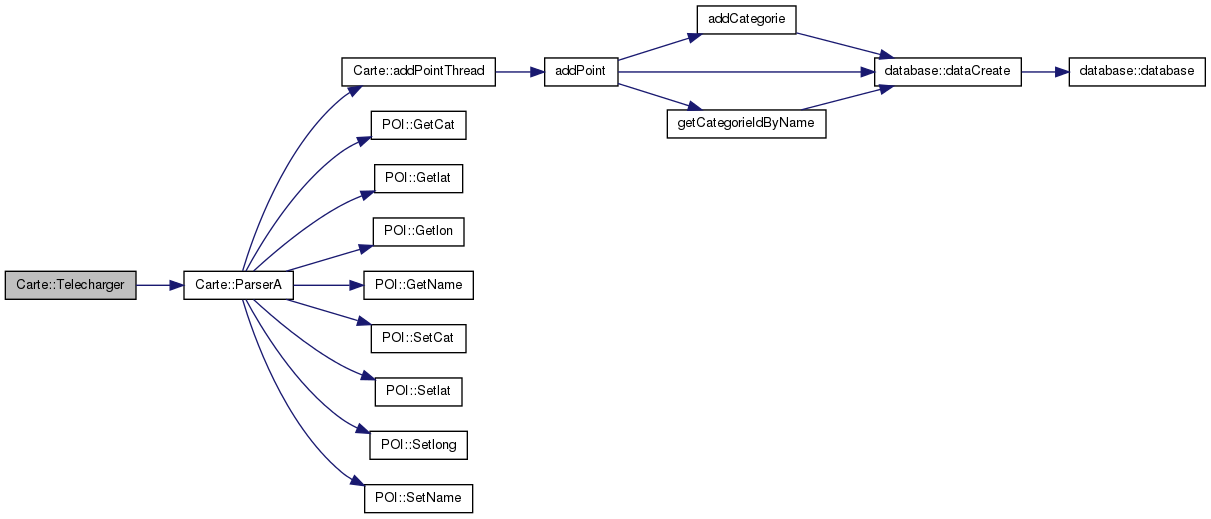 addCategorie
Carte::addPointThread
addPoint
database::dataCreate
database::database
POI::GetCat
getCategorieIdByName
POI::Getlat
POI::Getlon
Carte::Telecharger
Carte::ParserA
POI::GetName
POI::SetCat
POI::Setlat
POI::Setlong
POI::SetName